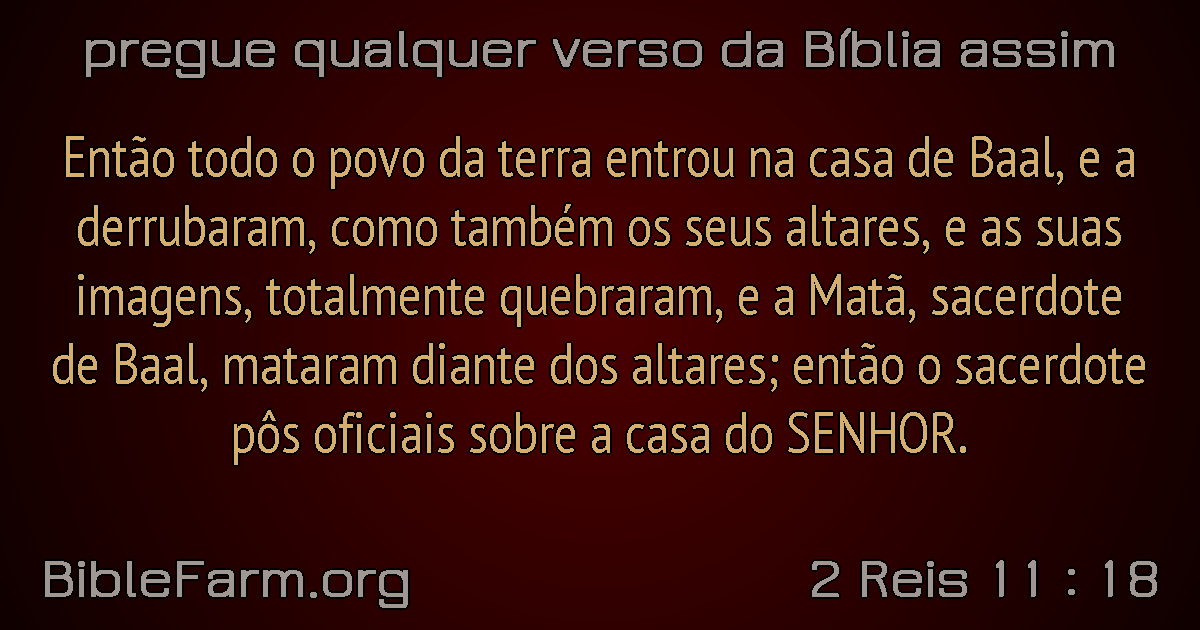 pregue qualquer verso da Bíblia assim
Então todo o povo da terra entrou na casa de Baal, e a
derrubaram, como também os seus altares, e as suas
imagens, totalmente quebraram, e a Matã, sacerdote
de Baal, mataram diante dos altares; então o sacerdote
pôs oficiais sobre a casa do SENHOR.
BibleFarm.org
2 Reis 11 : 18